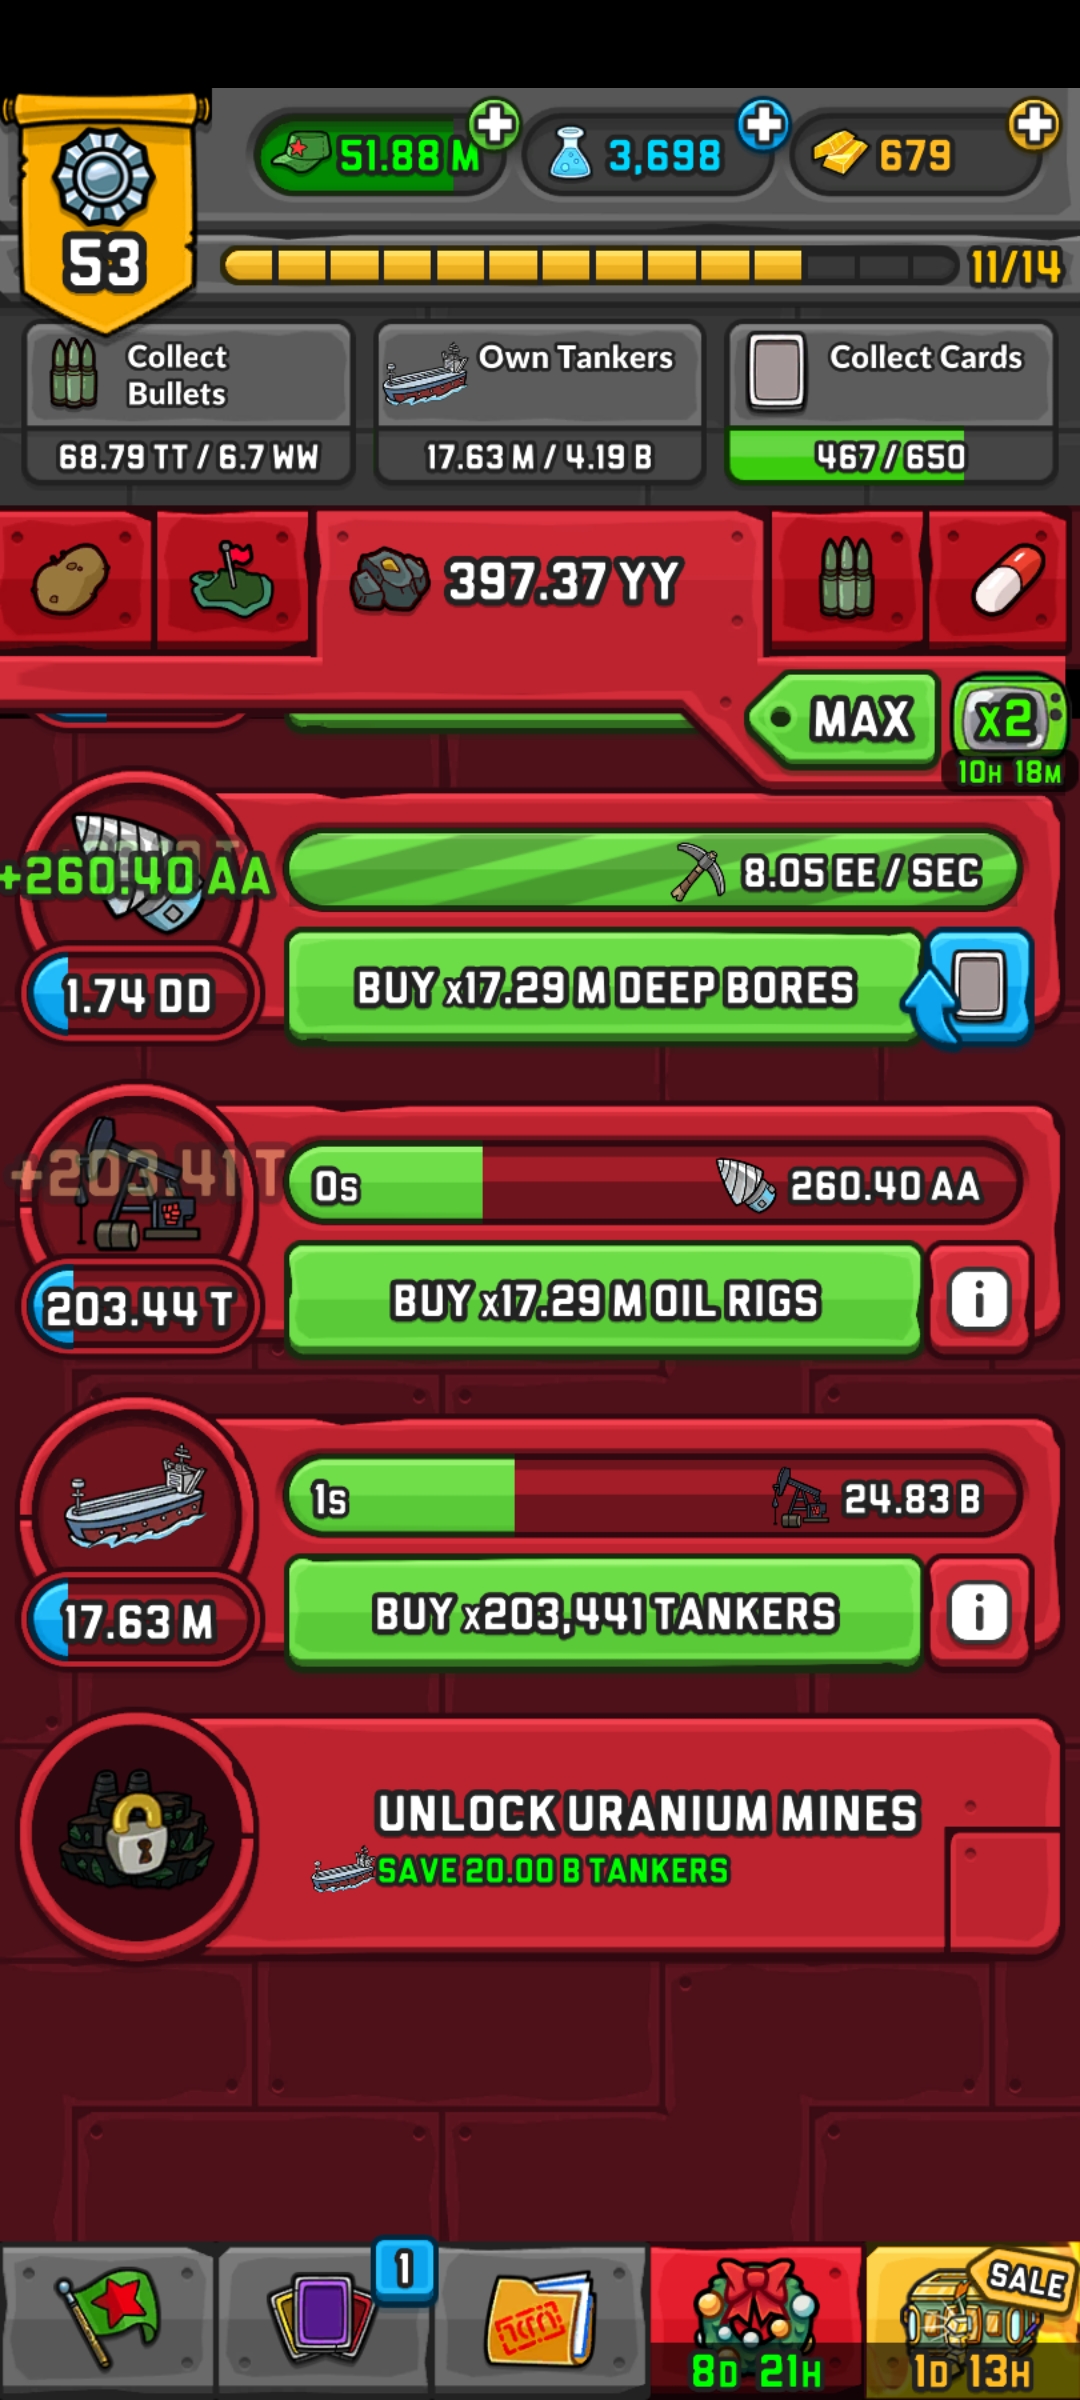 51.88 M
3,698
679
53
11/14
Collect
Bullets
Own Tankers
Collect Cards
68.79 TT / 6.7 WW
17.63 M / 4.19 B
467 / 650
397.37 YY
MAX
x2
10H 18M
+260.40 AA
8.05 EE / SEC
1.74 DD
BUY x17.29 M DEEP BORES
+203.41 T
0s
260.40 AA
203.44 T
BUY x17.29 M OIL RIGS
i
1s
24.83 B
17.63 M
BUY x203,441 TANKERS
i
UNLOCK URANIUM MINES
SAVE 20.00 B TANKERS
1
SALE
8D 21H
1D 13H